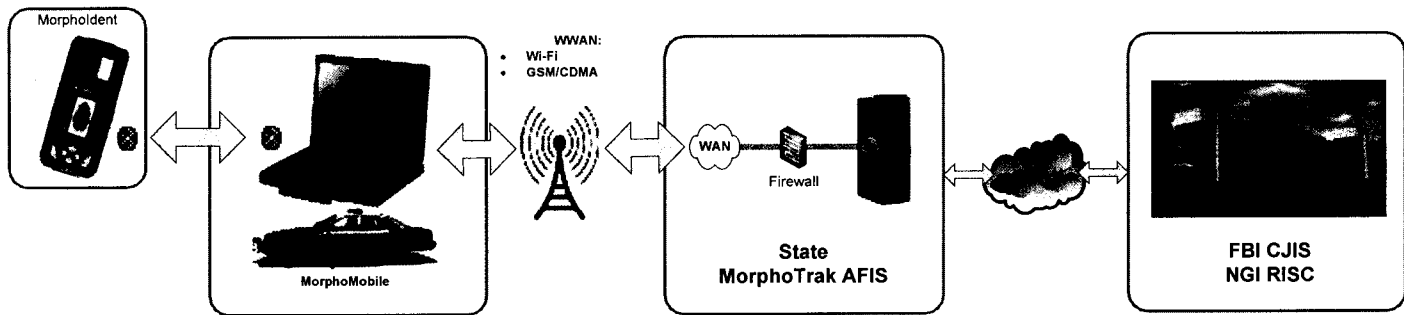 MorphoIdent
WWAN:
• Wi-Fi
• GSM/CDMA
MorphoMobile
WAN
Firewall
State
MorphoTrak AFIS
FBI CJIS
NGI RISC